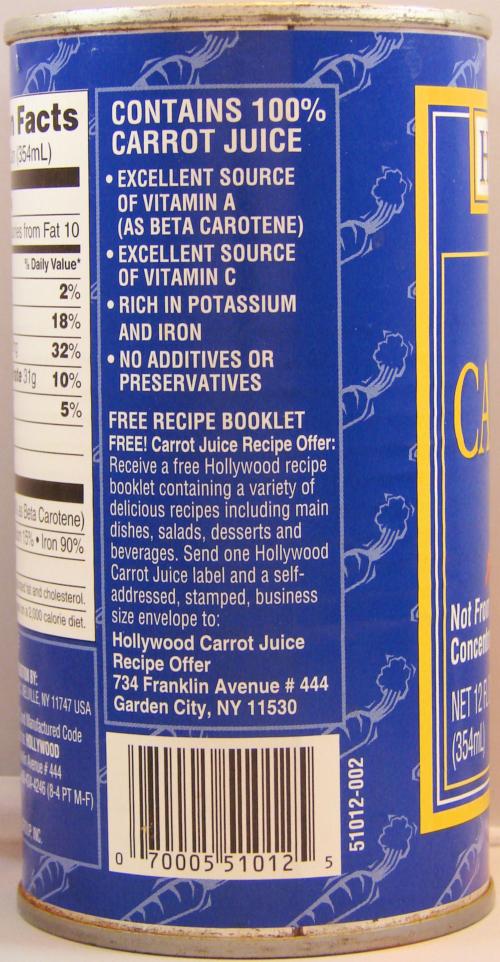 Facts
(354mL)
from Fat 10
% Daily Value*
2%
18%
32%
31g 10%
5%
Beta Carotene)
15% • Iron 90%
fat and cholesterol.
2,000 calorie diet.
BY:
NY 11747 USA
Manufactured Code
HOLLYWOOD
Avenue # 444
(8-4 PT M-F)
INC.
CONTAINS 100%
CARROT JUICE
• EXCELLENT SOURCE
OF VITAMIN A
(AS BETA CAROTENE)
• EXCELLENT SOURCE
OF VITAMIN C
• RICH IN POTASSIUM
AND IRON
• NO ADDITIVES OR
PRESERVATIVES
FREE RECIPE BOOKLET
FREE! Carrot Juice Recipe Offer:
Receive a free Hollywood recipe
booklet containing a variety of
delicious recipes including main
dishes, salads, desserts and
beverages. Send one Hollywood
Carrot Juice label and a self-
addressed, stamped, business
size envelope to:
Hollywood Carrot Juice
Recipe Offer
734 Franklin Avenue # 444
Garden City, NY 11530
0 70005 51012 5
51012-002
H
CA
Not From
Concent
NET 12 F
(354mL)